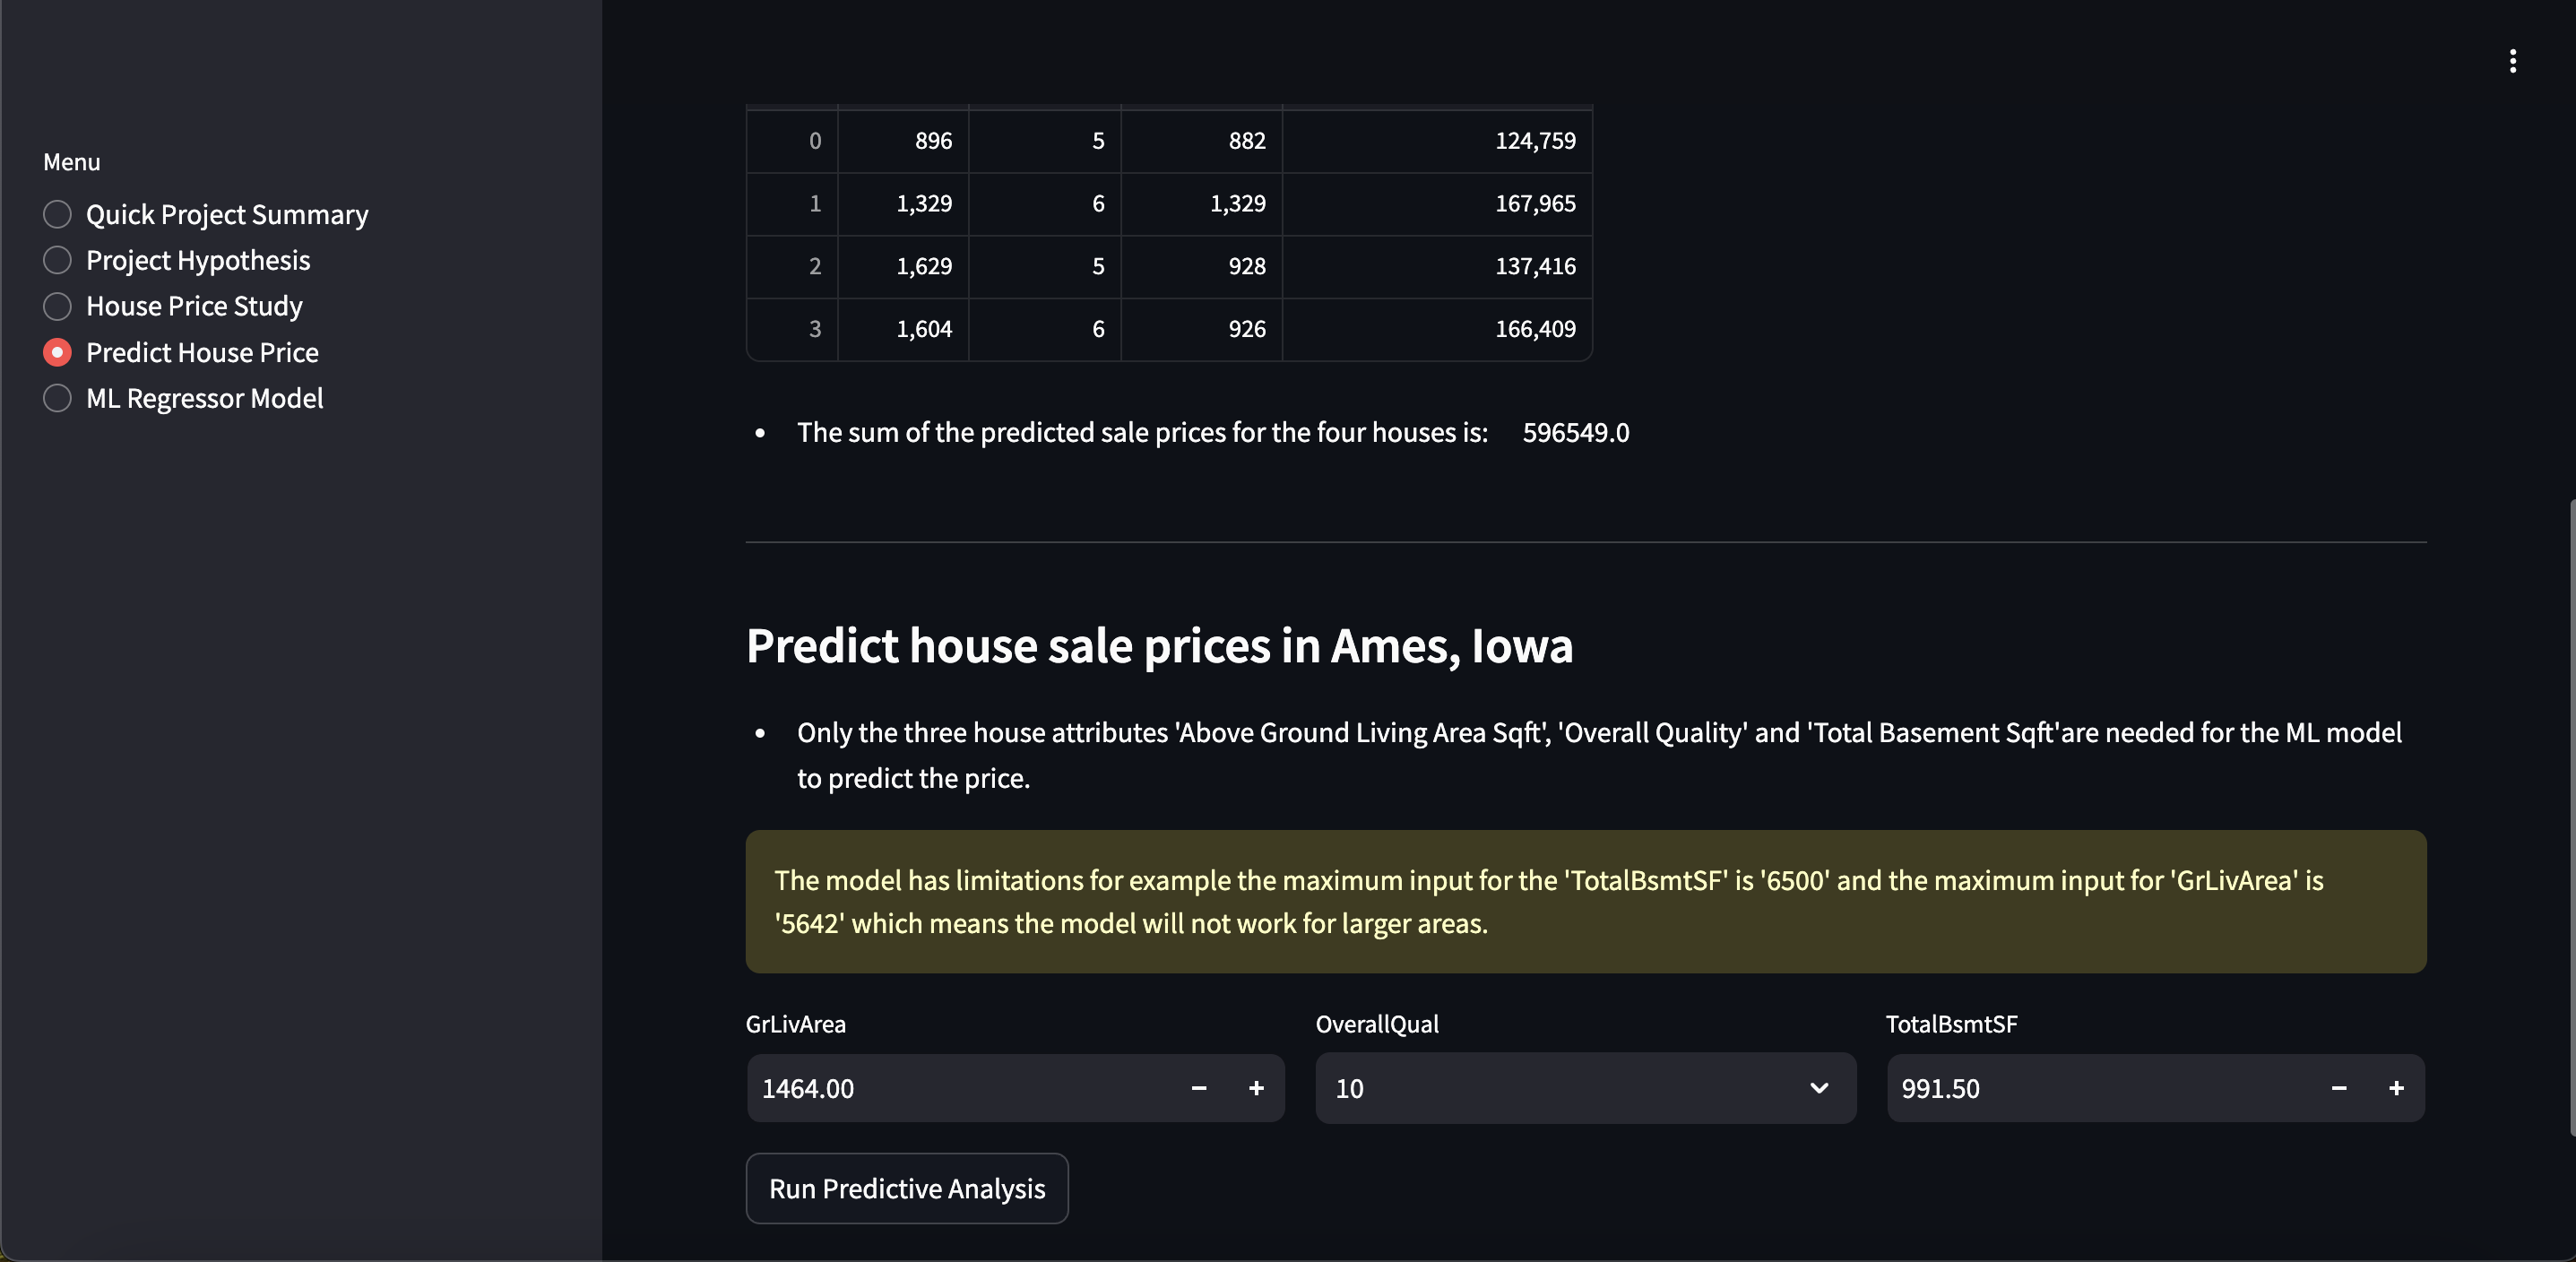 Menu
Quick Project Summary
Project Hypothesis
House Price Study
Predict House Price
ML Regressor Model
0 896 5 882 124,759
1 1,329 6 1,329 167,965
2 1,629 5 928 137,416
3 1,604 6 926 166,409
• The sum of the predicted sale prices for the four houses is: 596549.0
Predict house sale prices in Ames, Iowa
• Only the three house attributes 'Above Ground Living Area Sqft', 'Overall Quality' and 'Total Basement Sqft'are needed for the ML model
to predict the price.
The model has limitations for example the maximum input for the 'TotalBsmtSF' is '6500' and the maximum input for 'GrLivArea' is
'5642' which means the model will not work for larger areas.
GrLivArea OverallQual TotalBsmtSF
1464.00 − + 10 991.50 − +
Run Predictive Analysis